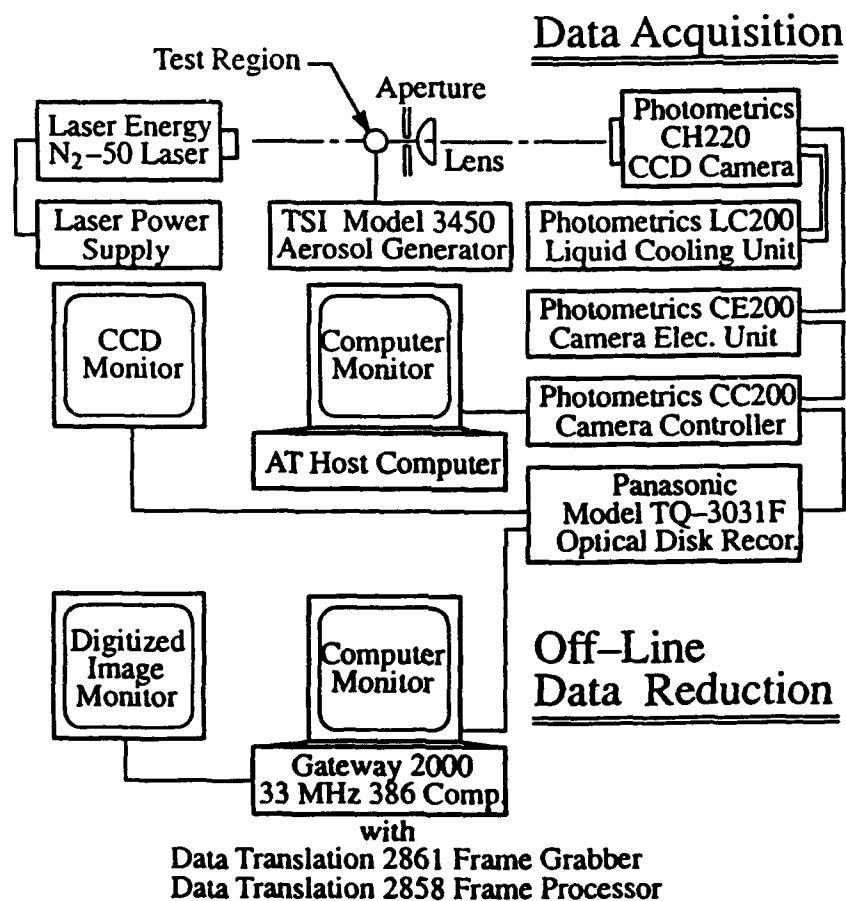 Data Acquisition
Test Region
Aperture
Laser Energy
N₂–50 Laser
Lens
Photometrics
CH220
CCD Camera
Laser Power
Supply
TSI Model 3450
Aerosol Generator
Photometrics LC200
Liquid Cooling Unit
CCD
Monitor
Computer
Monitor
Photometrics CE200
Camera Elec. Unit
Photometrics CC200
Camera Controller
AT Host Computer
Panasonic
Model TQ–3031F
Optical Disk Recor.
Digitized
Image
Monitor
Computer
Monitor
Off–Line
Data Reduction
Gateway 2000
33 MHz 386 Comp.
with
Data Translation 2861 Frame Grabber
Data Translation 2858 Frame Processor